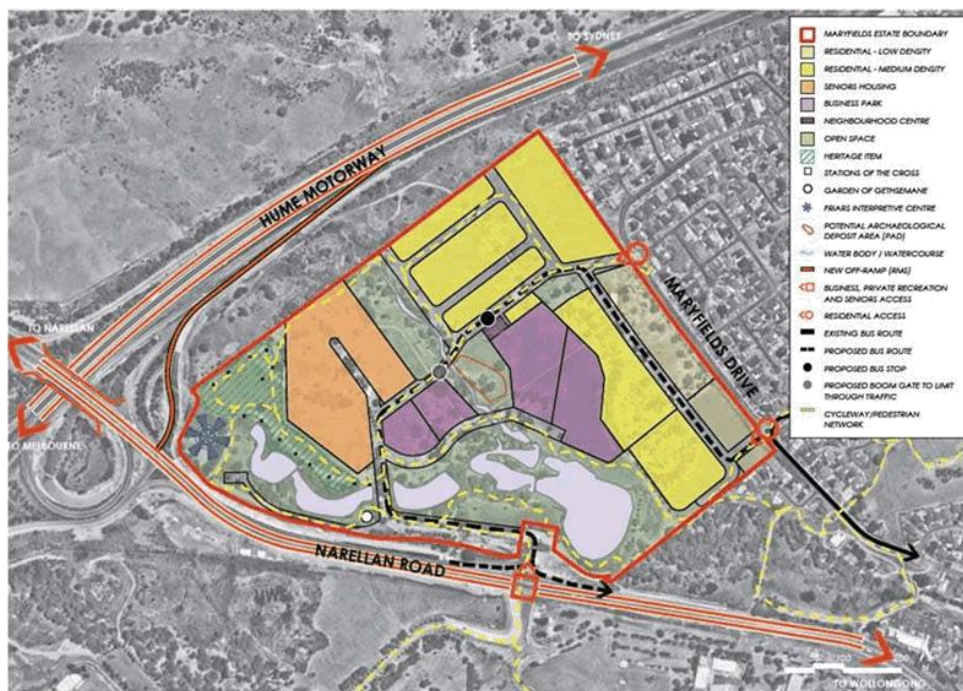 TO SYDNEY
HUME MOTORWAY
TO NARELLAN
TO MELBOURNE
MARYFIELDS DRIVE
NARELLAN ROAD
TO WOLLONGONG
MARYFIELDS ESTATE BOUNDARY
RESIDENTIAL - LOW DENSITY
RESIDENTIAL - MEDIUM DENSITY
SENIORS HOUSING
BUSINESS PARK
NEIGHBOURHOOD CENTRE
OPEN SPACE
HERITAGE ITEM
STATIONS OF THE CROSS
GARDEN OF GETHSEMANE
FRIARS INTERPRETIVE CENTRE
POTENTIAL ARCHAEOLOGICAL
DEPOSIT AREA (PAD)
WATER BODY / WATERCOURSE
NEW OFF-RAMP (RMS)
BUSINESS, PRIVATE RECREATION
AND SENIORS ACCESS
RESIDENTIAL ACCESS
EXISTING BUS ROUTE
PROPOSED BUS ROUTE
PROPOSED BUS STOP
PROPOSED BOOM GATE TO LIMIT
THROUGH TRAFFIC
CYCLEWAY/PEDESTRIAN
NETWORK